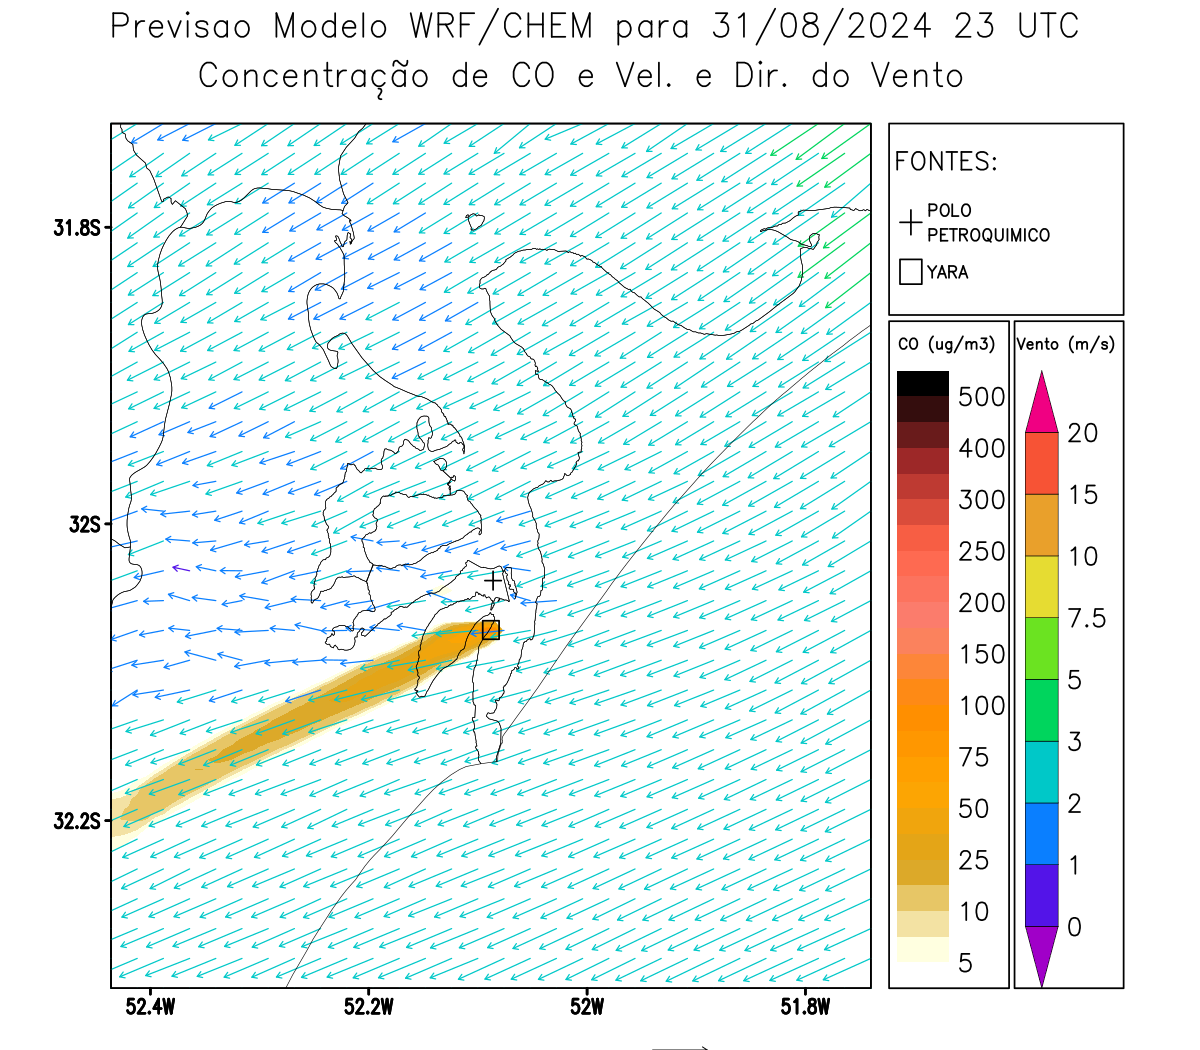 Previsao Modelo WRF/CHEM para 31/08/2024 23 UTC
Concentração de CO e Vel. e Dir. do Vento
FONTES:
POLO
PETROQUIMICO
YARA
CO (ug/m3)
500
400
300
250
200
150
100
75
50
25
10
5
Vento (m/s)
20
15
10
7.5
5
3
2
1
0
31.8S
32S
32.2S
52.4W
52.2W
52W
51.8W